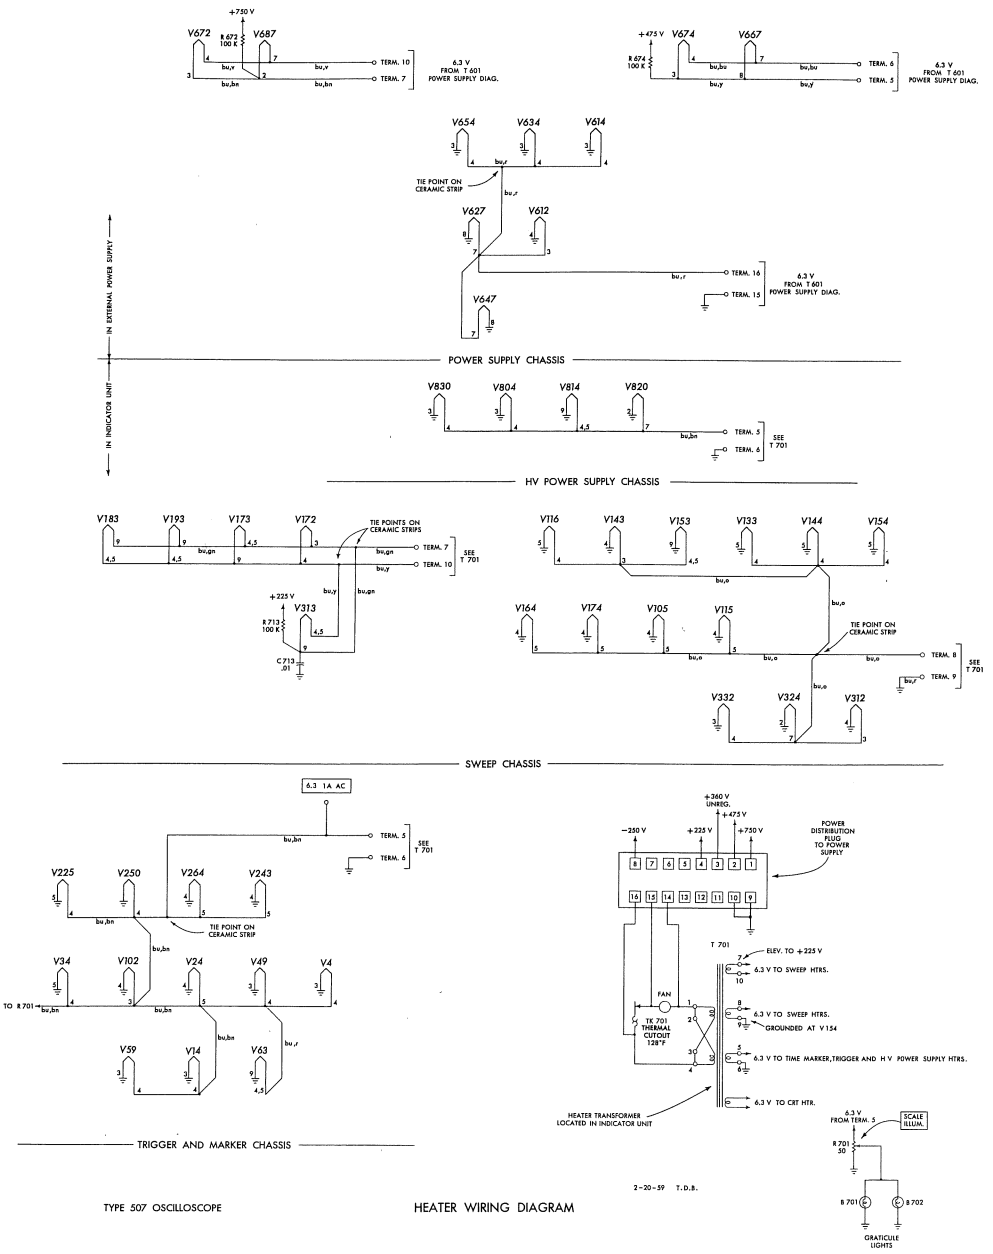 +750 V
V672
R 672
100 K
V687
4
7
bu,v
bu,v
TERM. 10
3
2
bu,bn
bu,bn
TERM. 7
6.3 V
FROM T 601
POWER SUPPLY DIAG.
+475 V
R 674
100 K
V674
V667
4
7
bu,bu
bu,bu
TERM. 6
3
8
bu,y
bu,y
TERM. 5
6.3 V
FROM T 601
POWER SUPPLY DIAG.
V654
V634
V614
3
3
3
4
bu,r
4
4
TIE POINT ON
CERAMIC STRIP
bu,r
V627
V612
8
4
7
3
bu,r
TERM. 16
TERM. 15
6.3 V
FROM T 601
POWER SUPPLY DIAG.
V647
8
7
IN EXTERNAL POWER SUPPLY
POWER SUPPLY CHASSIS
IN INDICATOR UNIT
V830
V804
V814
V820
3
3
9
2
4
4
4,5
7
bu,bn
TERM. 5
TERM. 6
SEE
T 701
HV POWER SUPPLY CHASSIS
V183
V193
V173
V172
TIE POINTS ON
CERAMIC STRIPS
9
9
4,5
3
bu,gn
bu,gn
TERM. 7
4,5
4,5
9
4
bu,y
TERM. 10
SEE
T 701
bu,y
bu,gn
+225 V
R 713
100 K
V313
4,5
9
C 713
.01
V116
V143
V153
V133
V144
V154
5
4
9
5
5
5
4
3
4,5
4
4
4
bu,o
bu,o
V164
V174
V105
V115
4
4
4
4
5
5
5
5
bu,o
bu,o
bu,o
TIE POINT ON
CERAMIC STRIP
TERM. 8
bu,r
TERM. 9
SEE
T 701
bu,o
V332
V324
V312
3
2
4
4
7
3
SWEEP CHASSIS
6.3 1A AC
bu,bn
TERM. 5
TERM. 6
SEE
T 701
V225
V250
V264
V243
5
5
4
4
4
4
5
5
bu,bn
TIE POINT ON
CERAMIC STRIP
bu,bn
V34
V102
V24
V49
V4
5
4
4
5
3
TO R 701
bu,bn
4
3
bu,bn
5
4
4
bu,bn
bu,r
V59
V14
V63
3
3
9
4
4
4,5
TRIGGER AND MARKER CHASSIS
+360 V
UNREG.
+475 V
-250 V
+225 V
+750 V
POWER
DISTRIBUTION
PLUG
TO POWER
SUPPLY
8 7 6 5 4 3 2 1
16 15 14 13 12 11 10 9
T 701
7
ELEV. TO +225 V
6.3 V TO SWEEP HTRS.
10
FAN
TK 701
THERMAL
CUTOUT
128°F
1
2
3
4
8
6.3 V TO SWEEP HTRS.
9
GROUNDED AT V154
5
6.3 V TO TIME MARKER,TRIGGER AND H V POWER SUPPLY HTRS.
6
6.3 V TO CRT HTR.
HEATER TRANSFORMER
LOCATED IN INDICATOR UNIT
6.3 V
FROM TERM. 5
SCALE
ILLUM.
R 701
50
B 701
B 702
GRATICULE
LIGHTS
2-20-59 T.D.B.
TYPE 507 OSCILLOSCOPE
HEATER WIRING DIAGRAM